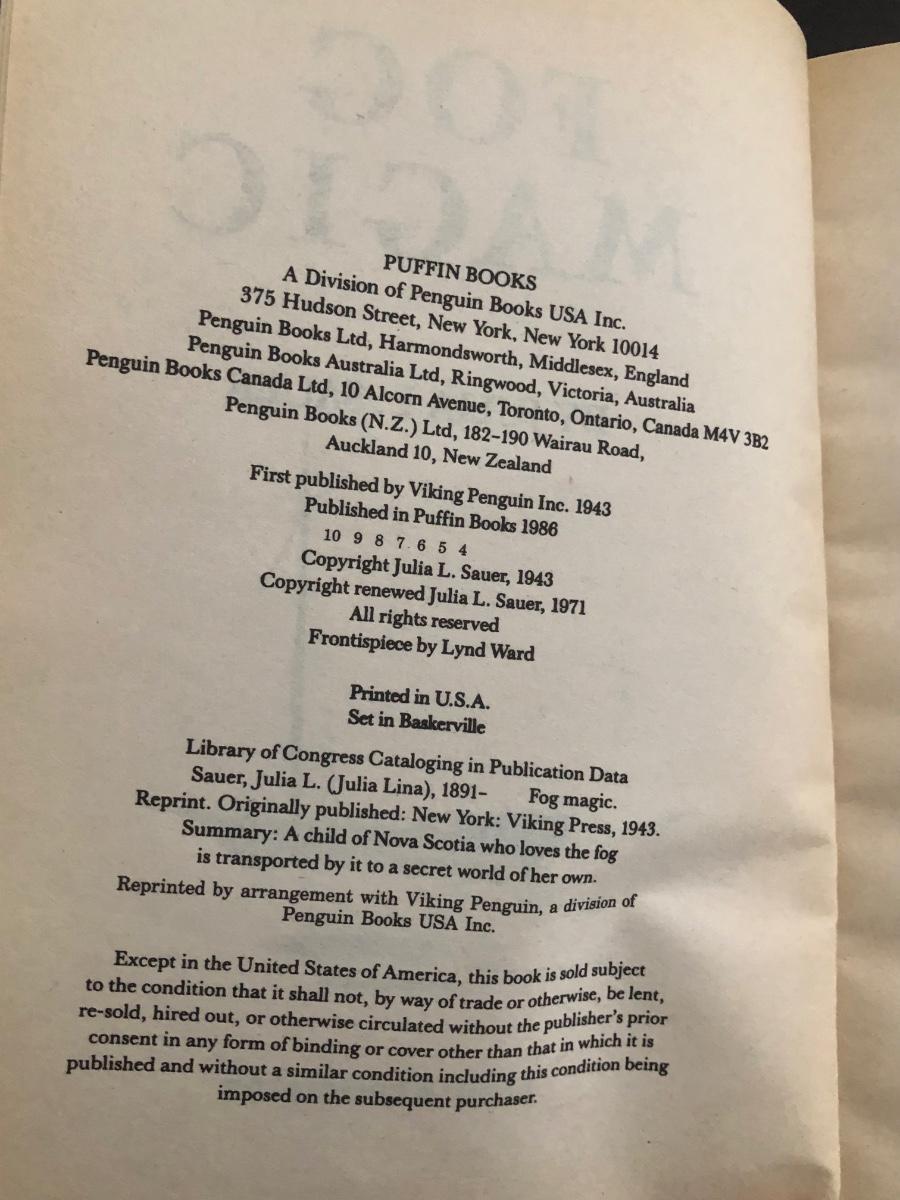 FOG
MAGIC
PUFFIN BOOKS
A Division of Penguin Books USA Inc.
375 Hudson Street, New York, New York 10014
Penguin Books Ltd, Harmondsworth, Middlesex, England
Penguin Books Australia Ltd, Ringwood, Victoria, Australia
Penguin Books Canada Ltd, 10 Alcorn Avenue, Toronto, Ontario, Canada M4V 3B2
Penguin Books (N.Z.) Ltd, 182–190 Wairau Road,
Auckland 10, New Zealand
First published by Viking Penguin Inc. 1943
Published in Puffin Books 1986
10 9 8 7 6 5 4
Copyright Julia L. Sauer, 1943
Copyright renewed Julia L. Sauer, 1971
All rights reserved
Frontispiece by Lynd Ward
Printed in U.S.A.
Set in Baskerville
Library of Congress Cataloging in Publication Data
Sauer, Julia L. (Julia Lina), 1891– Fog magic.
Reprint. Originally published: New York: Viking Press, 1943.
Summary: A child of Nova Scotia who loves the fog
is transported by it to a secret world of her own.
Reprinted by arrangement with Viking Penguin, a division of
Penguin Books USA Inc.
Except in the United States of America, this book is sold subject
to the condition that it shall not, by way of trade or otherwise, be lent,
re-sold, hired out, or otherwise circulated without the publisher's prior
consent in any form of binding or cover other than that in which it is
published and without a similar condition including this condition being
imposed on the subsequent purchaser.